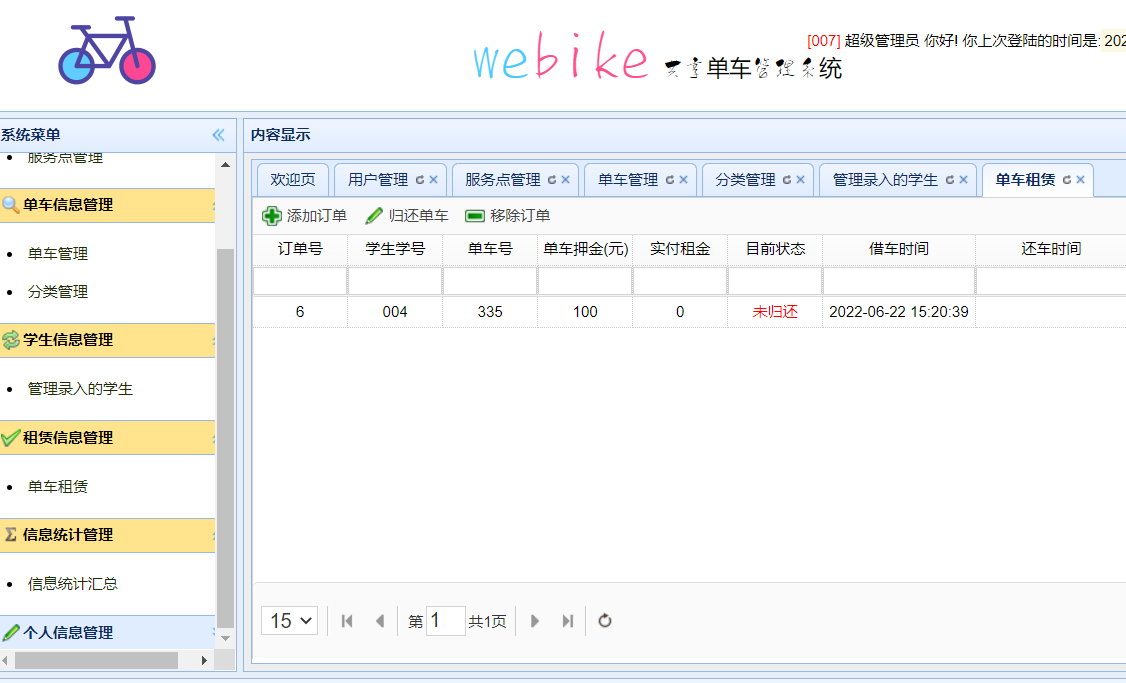 webike 共享单车管理系统
[007] 超级管理员 你好! 你上次登陆的时间是: 202
系统菜单
服务点管理
单车信息管理
单车管理
分类管理
学生信息管理
管理录入的学生
租赁信息管理
单车租赁
信息统计管理
信息统计汇总
个人信息管理
内容显示
欢迎页 用户管理 服务点管理 单车管理 分类管理 管理录入的学生 单车租赁
添加订单 归还单车 移除订单
订单号 学生学号 单车号 单车押金(元) 实付租金 目前状态 借车时间 还车时间
6 004 335 100 0 未归还 2022-06-22 15:20:39
15 第 1 共1页